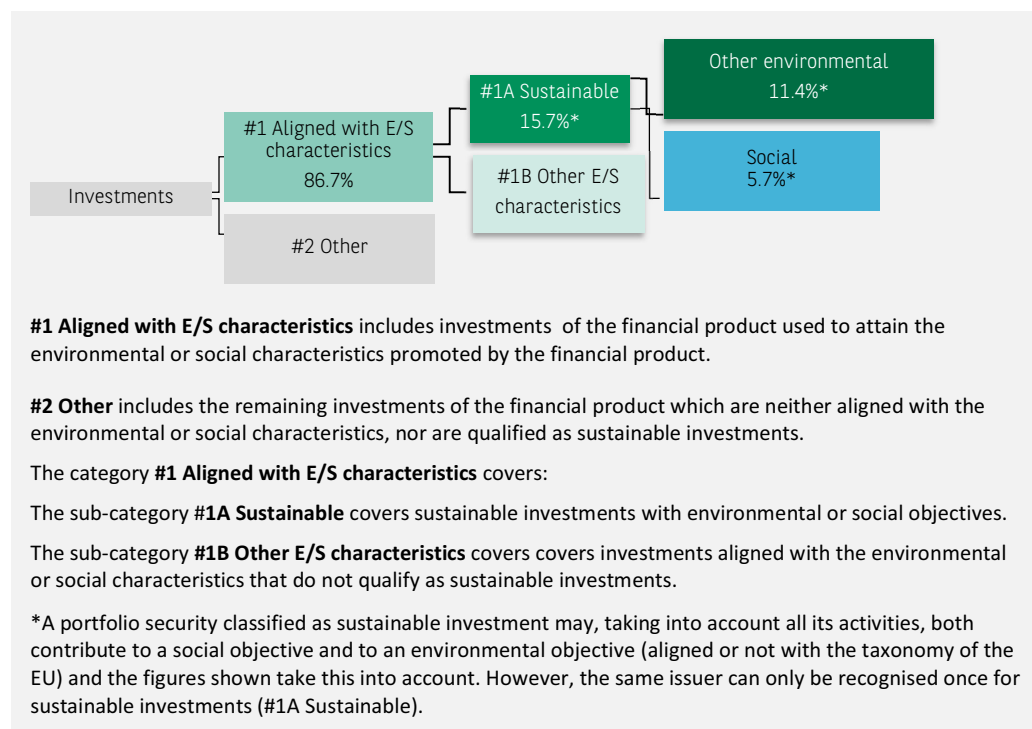 Investments
#1 Aligned with E/S
characteristics
86.7%
#2 Other
#1A Sustainable
15.7%*
#1B Other E/S
characteristics
Other environmental
11.4%*
Social
5.7%*
#1 Aligned with E/S characteristics includes investments of the financial product used to attain the
environmental or social characteristics promoted by the financial product.
#2 Other includes the remaining investments of the financial product which are neither aligned with the
environmental or social characteristics, nor are qualified as sustainable investments.
The category #1 Aligned with E/S characteristics covers:
The sub-category #1A Sustainable covers sustainable investments with environmental or social objectives.
The sub-category #1B Other E/S characteristics covers covers investments aligned with the environmental
or social characteristics that do not qualify as sustainable investments.
*A portfolio security classified as sustainable investment may, taking into account all its activities, both
contribute to a social objective and to an environmental objective (aligned or not with the taxonomy of the
EU) and the figures shown take this into account. However, the same issuer can only be recognised once for
sustainable investments (#1A Sustainable).